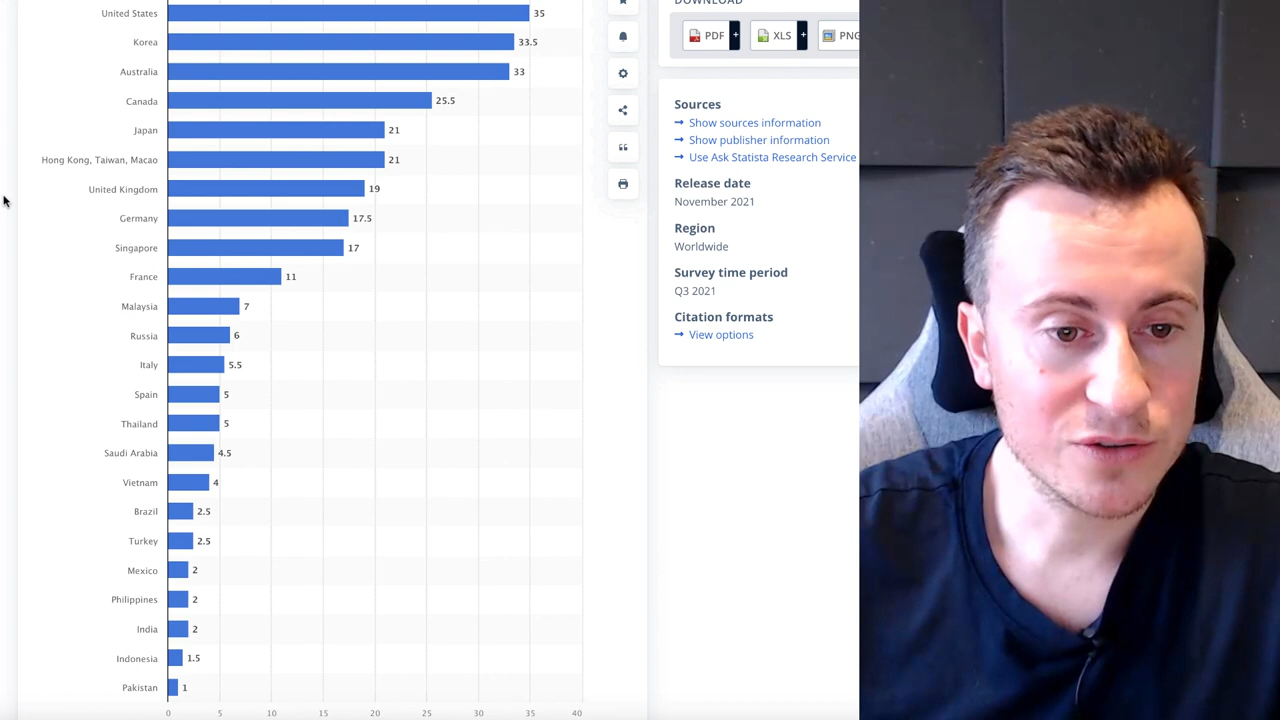 DOWNLOAD
United States 35
Korea 33.5
Australia 33
Canada 25.5
Japan 21
Hong Kong, Taiwan, Macao 21
United Kingdom 19
Germany 17.5
Singapore 17
France 11
Malaysia 7
Russia 6
Italy 5.5
Spain 5
Thailand 5
Saudi Arabia 4.5
Vietnam 4
Brazil 2.5
Turkey 2.5
Mexico 2
Philippines 2
India 2
Indonesia 1.5
Pakistan 1
0 5 10 15 20 25 30 35 40
PDF + XLS + PNG
Sources
→ Show sources information
→ Show publisher information
→ Use Ask Statista Research Service
Release date
November 2021
Region
Worldwide
Survey time period
Q3 2021
Citation formats
→ View options